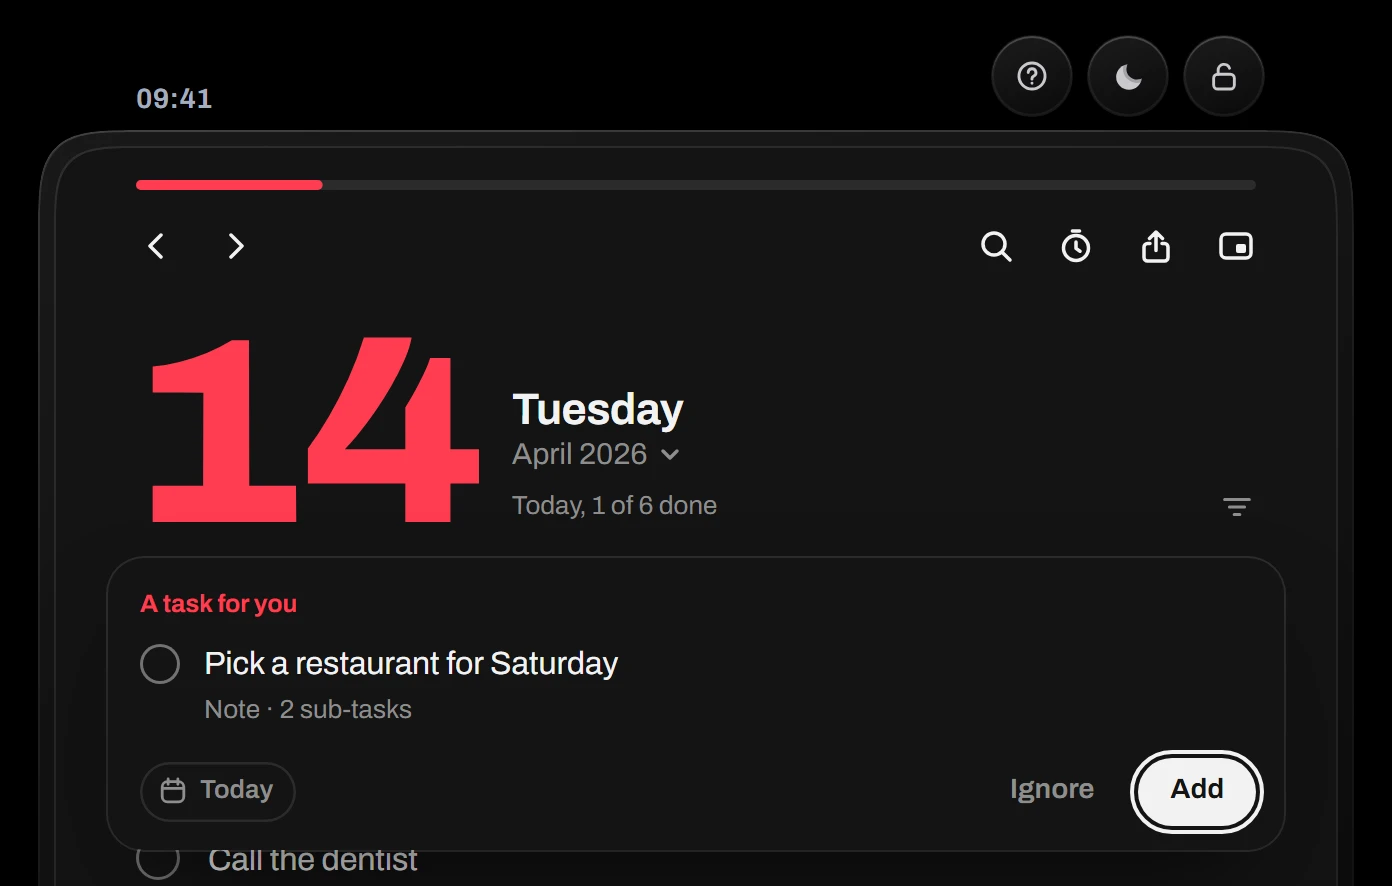 09:41
14
Tuesday
April 2026
Today, 1 of 6 done
A task for you
Pick a restaurant for Saturday
Note · 2 sub-tasks
Today
Ignore
Add
Call the dentist